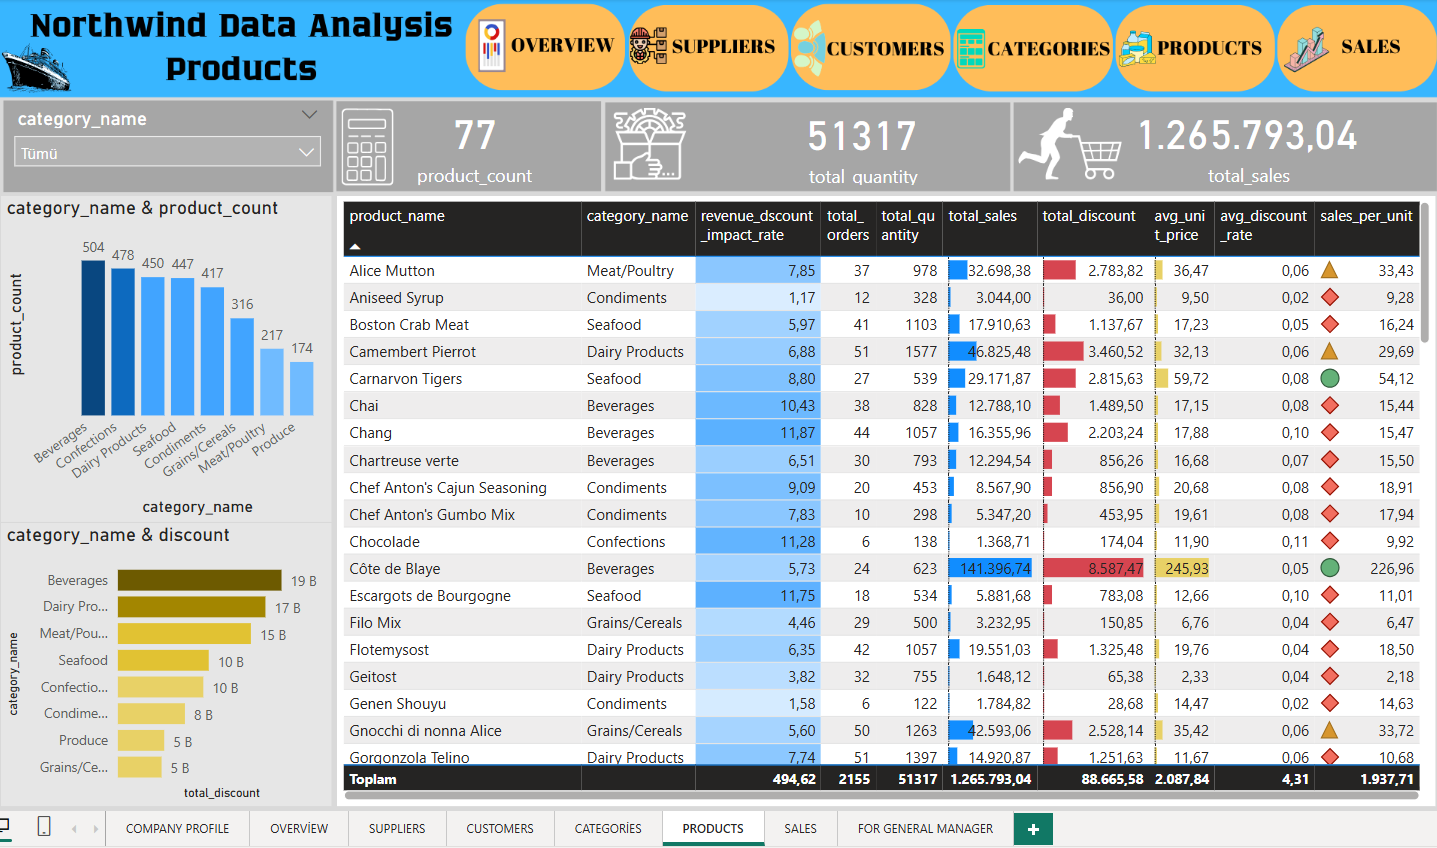 Northwind Data Analysis
Products
OVERVIEW
SUPPLIERS
CUSTOMERS
CATEGORIES
PRODUCTS
SALES
category_name
Tümü
77
product_count
51317
total_quantity
1.265.793,04
total_sales
category_name & product_count
product_count
504
478
450
447
417
316
217
174
Beverages
Confections
Dairy Products
Seafood
Condiments
Grains/Cereals
Meat/Poultry
Produce
category_name
category_name & discount
category_name
Beverages 19 B
Dairy Pro... 17 B
Meat/Pou... 15 B
Seafood 10 B
Confectio... 10 B
Condime... 8 B
Produce 5 B
Grains/Ce... 5 B
total_discount
product_name category_name revenue_dscount_impact_rate total_orders total_quantity total_sales total_discount avg_unit_price avg_discount_rate sales_per_unit
Alice Mutton Meat/Poultry 7,85 37 978 32.698,38 2.783,82 36,47 0,06 33,43
Aniseed Syrup Condiments 1,17 12 328 3.044,00 36,00 9,50 0,02 9,28
Boston Crab Meat Seafood 5,97 41 1103 17.910,63 1.137,67 17,23 0,05 16,24
Camembert Pierrot Dairy Products 6,88 51 1577 46.825,48 3.460,52 32,13 0,06 29,69
Carnarvon Tigers Seafood 8,80 27 539 29.171,87 2.815,63 59,72 0,08 54,12
Chai Beverages 10,43 38 828 12.788,10 1.489,50 17,15 0,08 15,44
Chang Beverages 11,87 44 1057 16.355,96 2.203,24 17,88 0,10 15,47
Chartreuse verte Beverages 6,51 30 793 12.294,54 856,26 16,68 0,07 15,50
Chef Anton's Cajun Seasoning Condiments 9,09 20 453 8.567,90 856,90 20,68 0,08 18,91
Chef Anton's Gumbo Mix Condiments 7,83 10 298 5.347,20 453,95 19,61 0,08 17,94
Chocolade Confections 11,28 6 138 1.368,71 174,04 11,90 0,11 9,92
Côte de Blaye Beverages 5,73 24 623 141.396,74 8.587,47 245,93 0,05 226,96
Escargots de Bourgogne Seafood 11,75 18 534 5.881,68 783,08 12,66 0,10 11,01
Filo Mix Grains/Cereals 4,46 29 500 3.232,95 150,85 6,76 0,04 6,47
Flotemysost Dairy Products 6,35 42 1057 19.551,03 1.325,48 19,76 0,04 18,50
Geitost Dairy Products 3,82 32 755 1.648,12 65,38 2,33 0,04 2,18
Genen Shouyu Condiments 1,58 6 122 1.784,82 28,68 14,47 0,02 14,63
Gnocchi di nonna Alice Grains/Cereals 5,60 50 1263 42.593,06 2.528,14 35,42 0,06 33,72
Gorgonzola Telino Dairy Products 7,74 51 1397 14.920,87 1.251,63 11,67 0,06 10,68
Toplam 494,62 2155 51317 1.265.793,04 88.665,58 2.087,84 4,31 1.937,71
COMPANY PROFILE
OVERVİEW
SUPPLIERS
CUSTOMERS
CATEGORİES
PRODUCTS
SALES
FOR GENERAL MANAGER
+